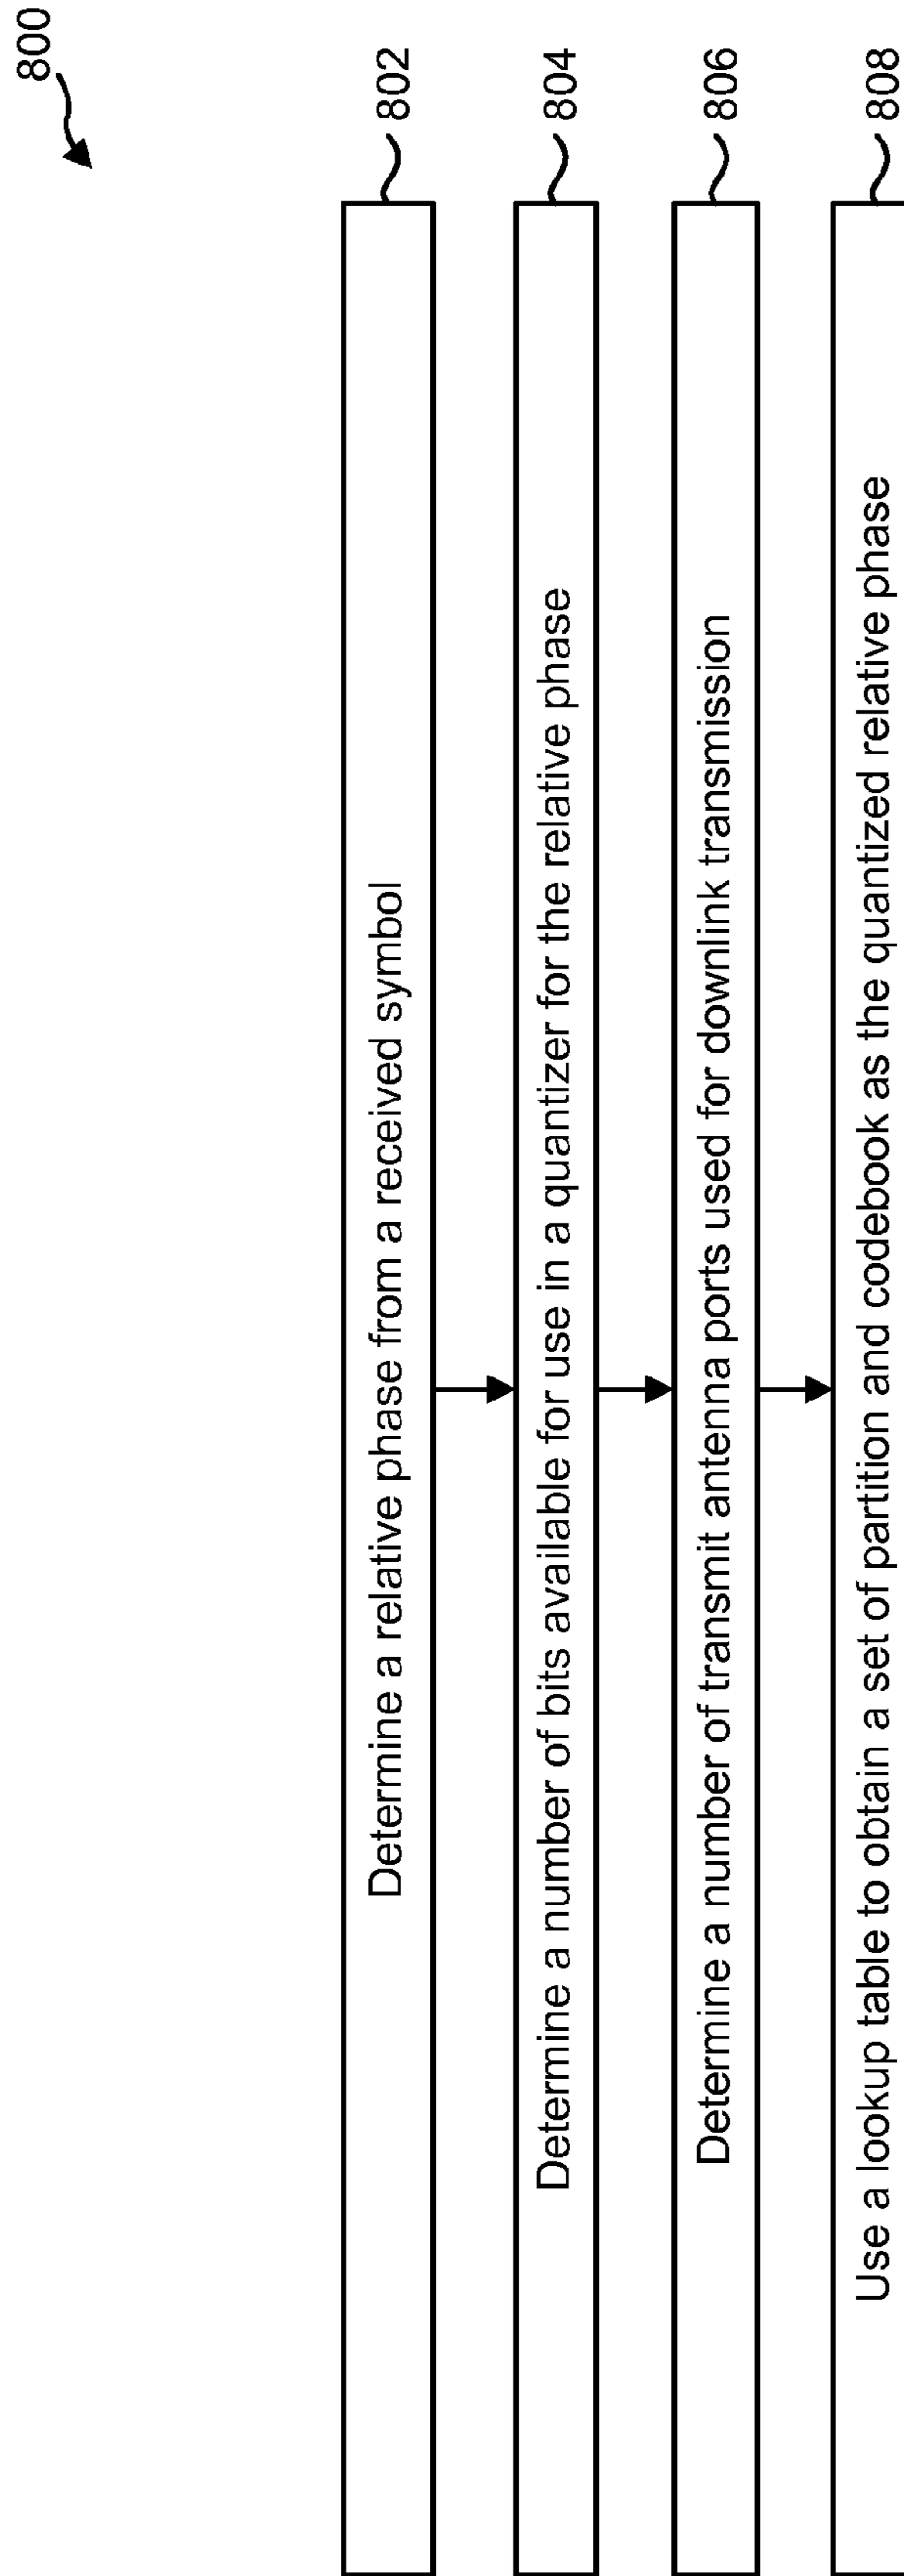 800
Determine a relative phase from a received symbol
802
Determine a number of bits available for use in a quantizer for the relative phase
804
Determine a number of transmit antenna ports used for downlink transmission
806
Use a lookup table to obtain a set of partition and codebook as the quantized relative phase
808